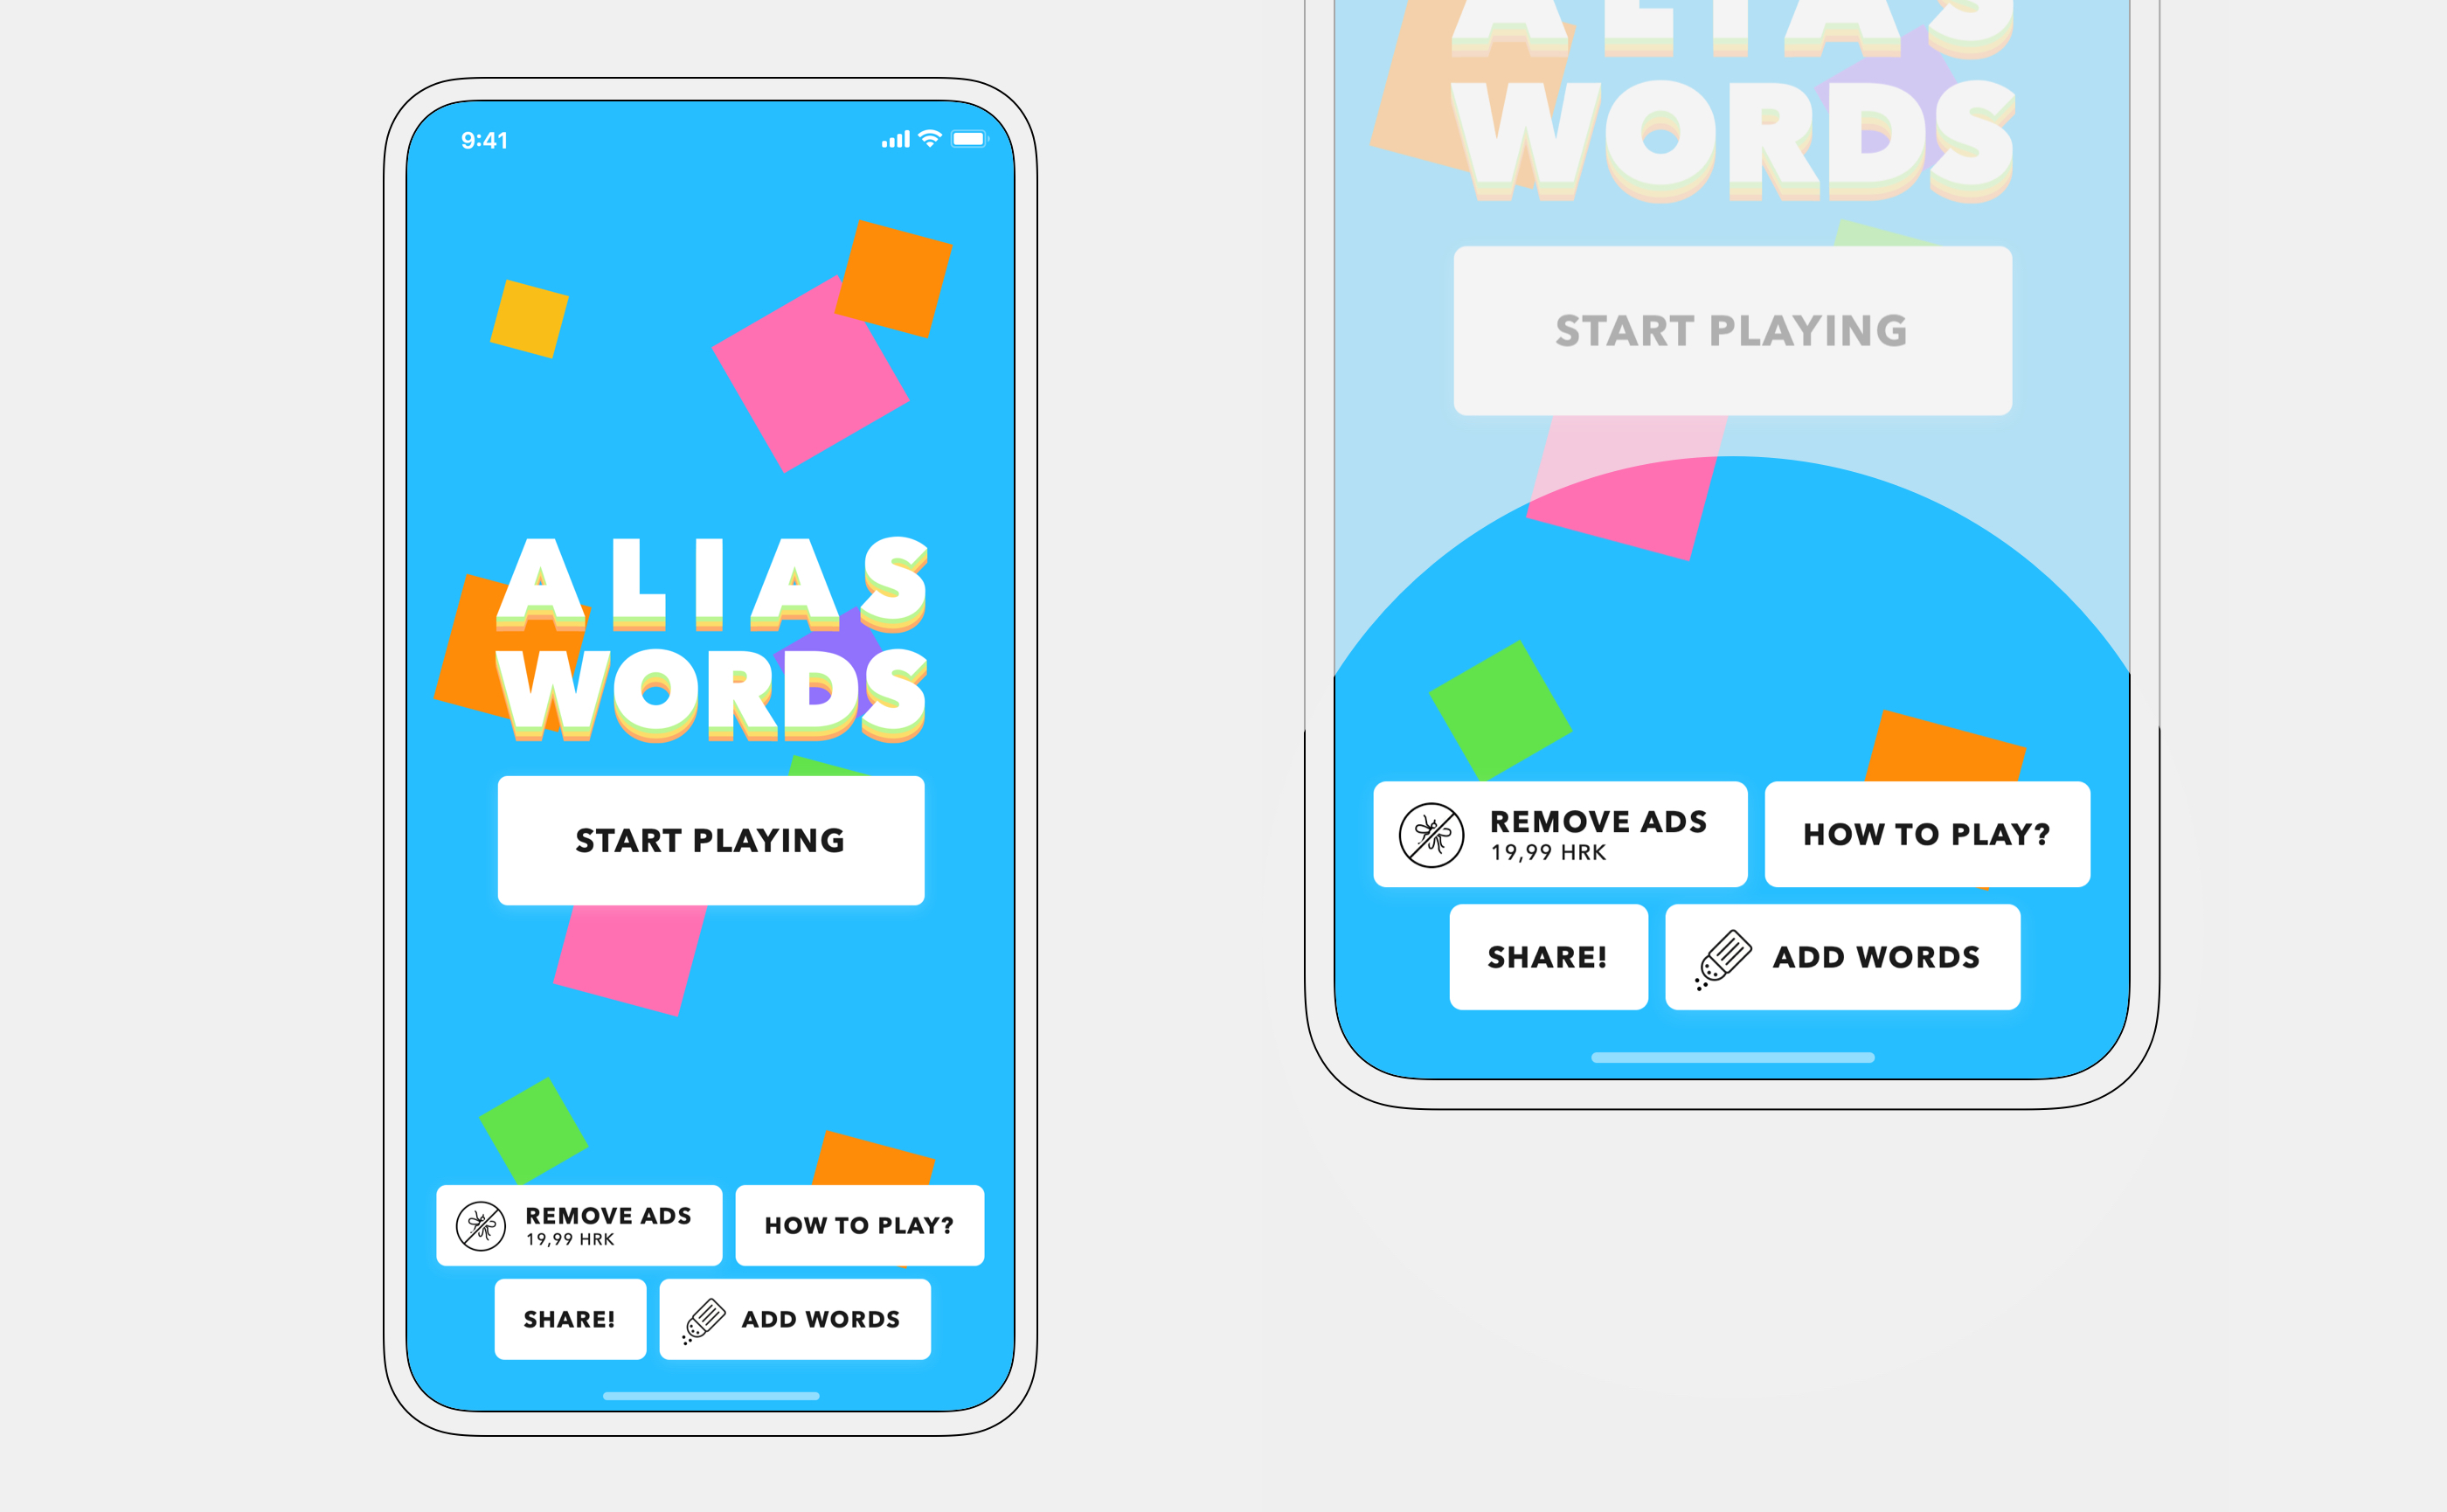 9:41
ALIAS
WORDS
START PLAYING
REMOVE ADS
19,99 HRK
HOW TO PLAY?
SHARE!
ADD WORDS
ALIAS
WORDS
START PLAYING
REMOVE ADS
19,99 HRK
HOW TO PLAY?
SHARE!
ADD WORDS